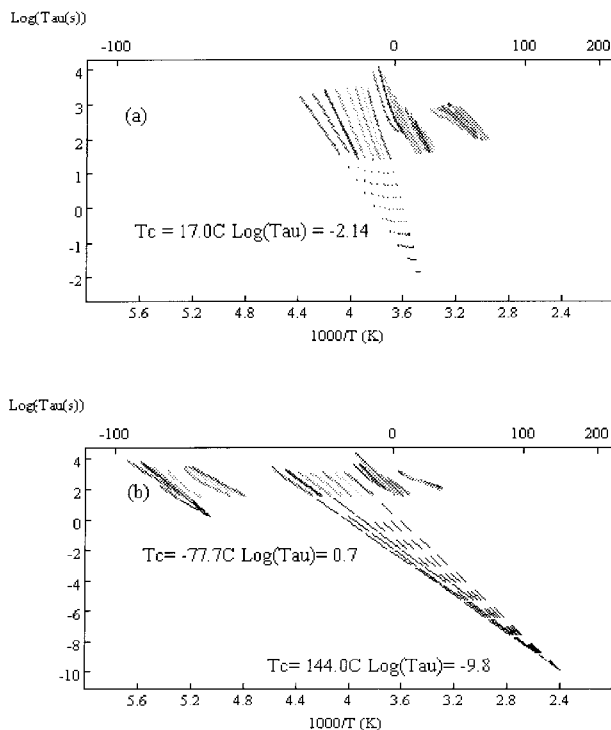 Log(Tau(s))
-100 0 100 200
4
3
(a)
2
1
0
Tc = 17.0C Log(Tau) = -2.14
-1
-2
5.6 5.2 4.8 4.4 4 3.6 3.2 2.8 2.4
1000/T (K)
Log(Tau(s))
-100 0 100 200
4
2
(b)
0
Tc= -77.7C Log(Tau)= 0.7
-2
-4
-6
-8
Tc= 144.0C Log(Tau)= -9.8
-10
5.6 5.2 4.8 4.4 4 3.6 3.2 2.8 2.4
1000/T (K)